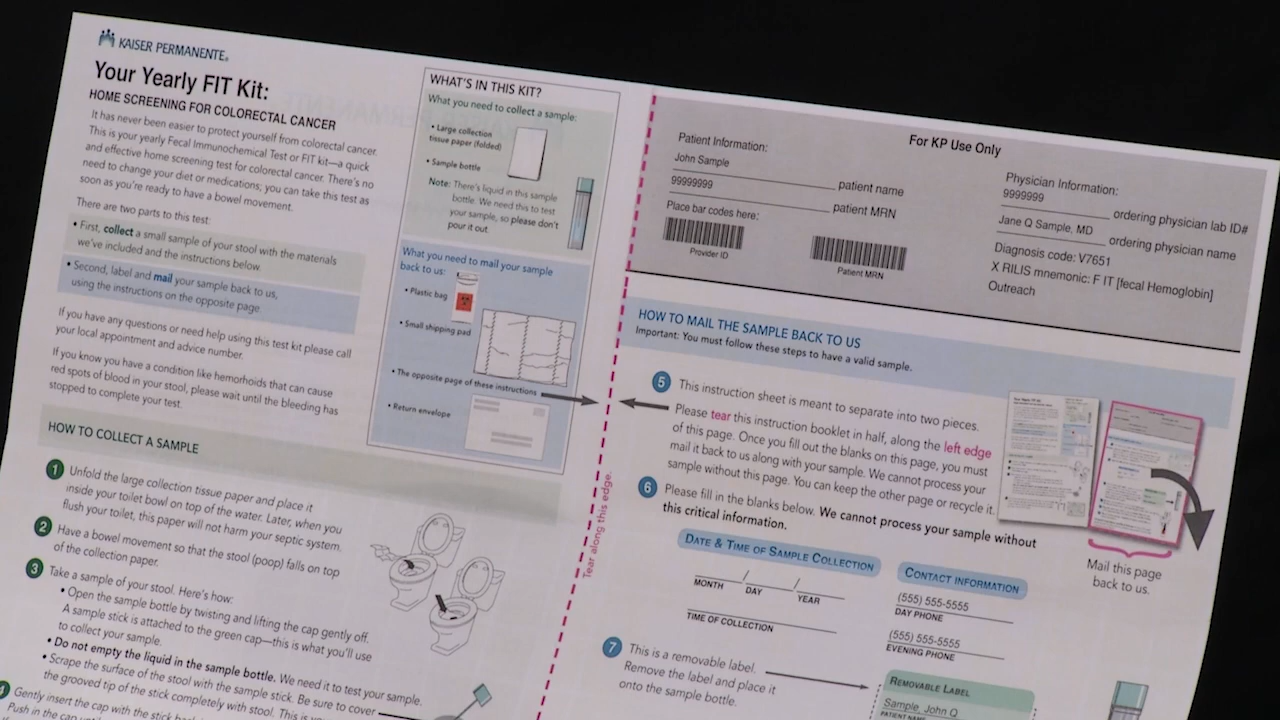 KAISER PERMANENTE®
Your Yearly FIT Kit:
HOME SCREENING FOR COLORECTAL CANCER
It has never been easier to protect yourself from colorectal cancer.
This is your yearly Fecal Immunochemical Test or FIT kit—a quick
and effective home screening test for colorectal cancer. There's no
need to change your diet or medications; you can take this test as
soon as you're ready to have a bowel movement.
There are two parts to this test:
• First, collect a small sample of your stool with the materials
we've included and the instructions below.
• Second, label and mail your sample back to us,
using the instructions on the opposite page
If you have any questions or need help using this test kit please call
your local appointment and advice number.
If you know you have a condition like hemorhoids that can cause
red spots of blood in your stool, please wait until the bleeding has
stopped to complete your test.
WHAT'S IN THIS KIT?
What you need to collect a sample:
• Large collection
tissue paper (folded)
• Sample bottle
Note: There's liquid in this sample
bottle. We need this to test
your sample, so please don't
pour it out.
What you need to mail your sample
back to us:
• Plastic bag
• Small shipping pad
• The opposite page of these instructions
• Return envelope
HOW TO COLLECT A SAMPLE
1 Unfold the large collection tissue paper and place it
inside your toilet bowl on top of the water. Later, when you
flush your toilet, this paper will not harm your septic system.
2 Have a bowel movement so that the stool (poop) falls on top
of the collection paper.
3 Take a sample of your stool. Here's how:
• Open the sample bottle by twisting and lifting the cap gently off.
A sample stick is attached to the green cap—this is what you'll use
to collect your sample.
• Do not empty the liquid in the sample bottle. We need it to test your sample.
• Scrape the surface of the stool with the sample stick. Be sure to cover
the grooved tip of the stick completely with stool. This is
4 Gently insert the cap with the stick
Push in the cap until
Tear along this edge.
For KP Use Only
Patient Information:
John Sample patient name
99999999 patient MRN
Place bar codes here:
Provider ID
Patient MRN
Physician Information:
9999999 ordering physician lab ID#
Jane Q Sample, MD ordering physician name
Diagnosis code: V7651
X RILIS mnemonic: F IT [fecal Hemoglobin]
Outreach
HOW TO MAIL THE SAMPLE BACK TO US
Important: You must follow these steps to have a valid sample.
5 This instruction sheet is meant to separate into two pieces.
Please tear this instruction booklet in half, along the left edge
of this page. Once you fill out the blanks on this page, you must
mail it back to us along with your sample. We cannot process your
sample without this page. You can keep the other page or recycle it.
6 Please fill in the blanks below. We cannot process your sample without
this critical information.
Mail this page
back to us.
DATE & TIME OF SAMPLE COLLECTION
/ /
MONTH DAY YEAR
TIME OF COLLECTION
CONTACT INFORMATION
(555) 555-5555
DAY PHONE
(555) 555-5555
EVENING PHONE
7 This is a removable label.
Remove the label and place it
onto the sample bottle.
REMOVABLE LABEL
Sample, John Q
PATIENT NAME